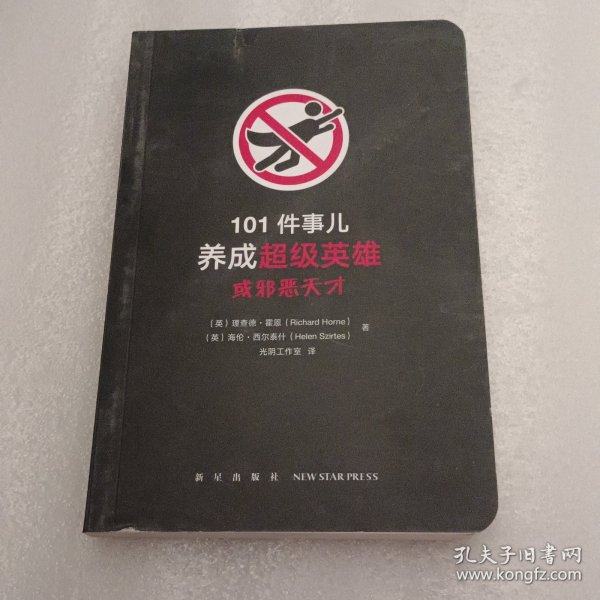 101 件事儿
养成超级英雄
或邪恶天才
（英）理查德·霍恩（Richard Horne）
（英）海伦·西尔泰什（Helen Szirtes）
著
光阴工作室 译
新星出版社 NEW STAR PRESS
孔夫子旧书网
www.kongfz.com